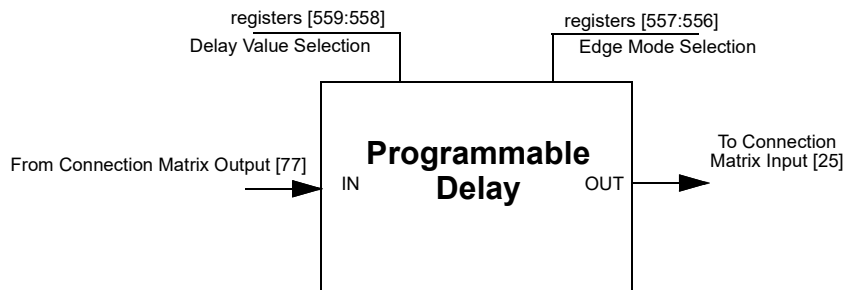 registers [559:558]
Delay Value Selection
registers [557:556]
Edge Mode Selection
From Connection Matrix Output [77]
IN
Programmable
Delay
OUT
To Connection
Matrix Input [25]